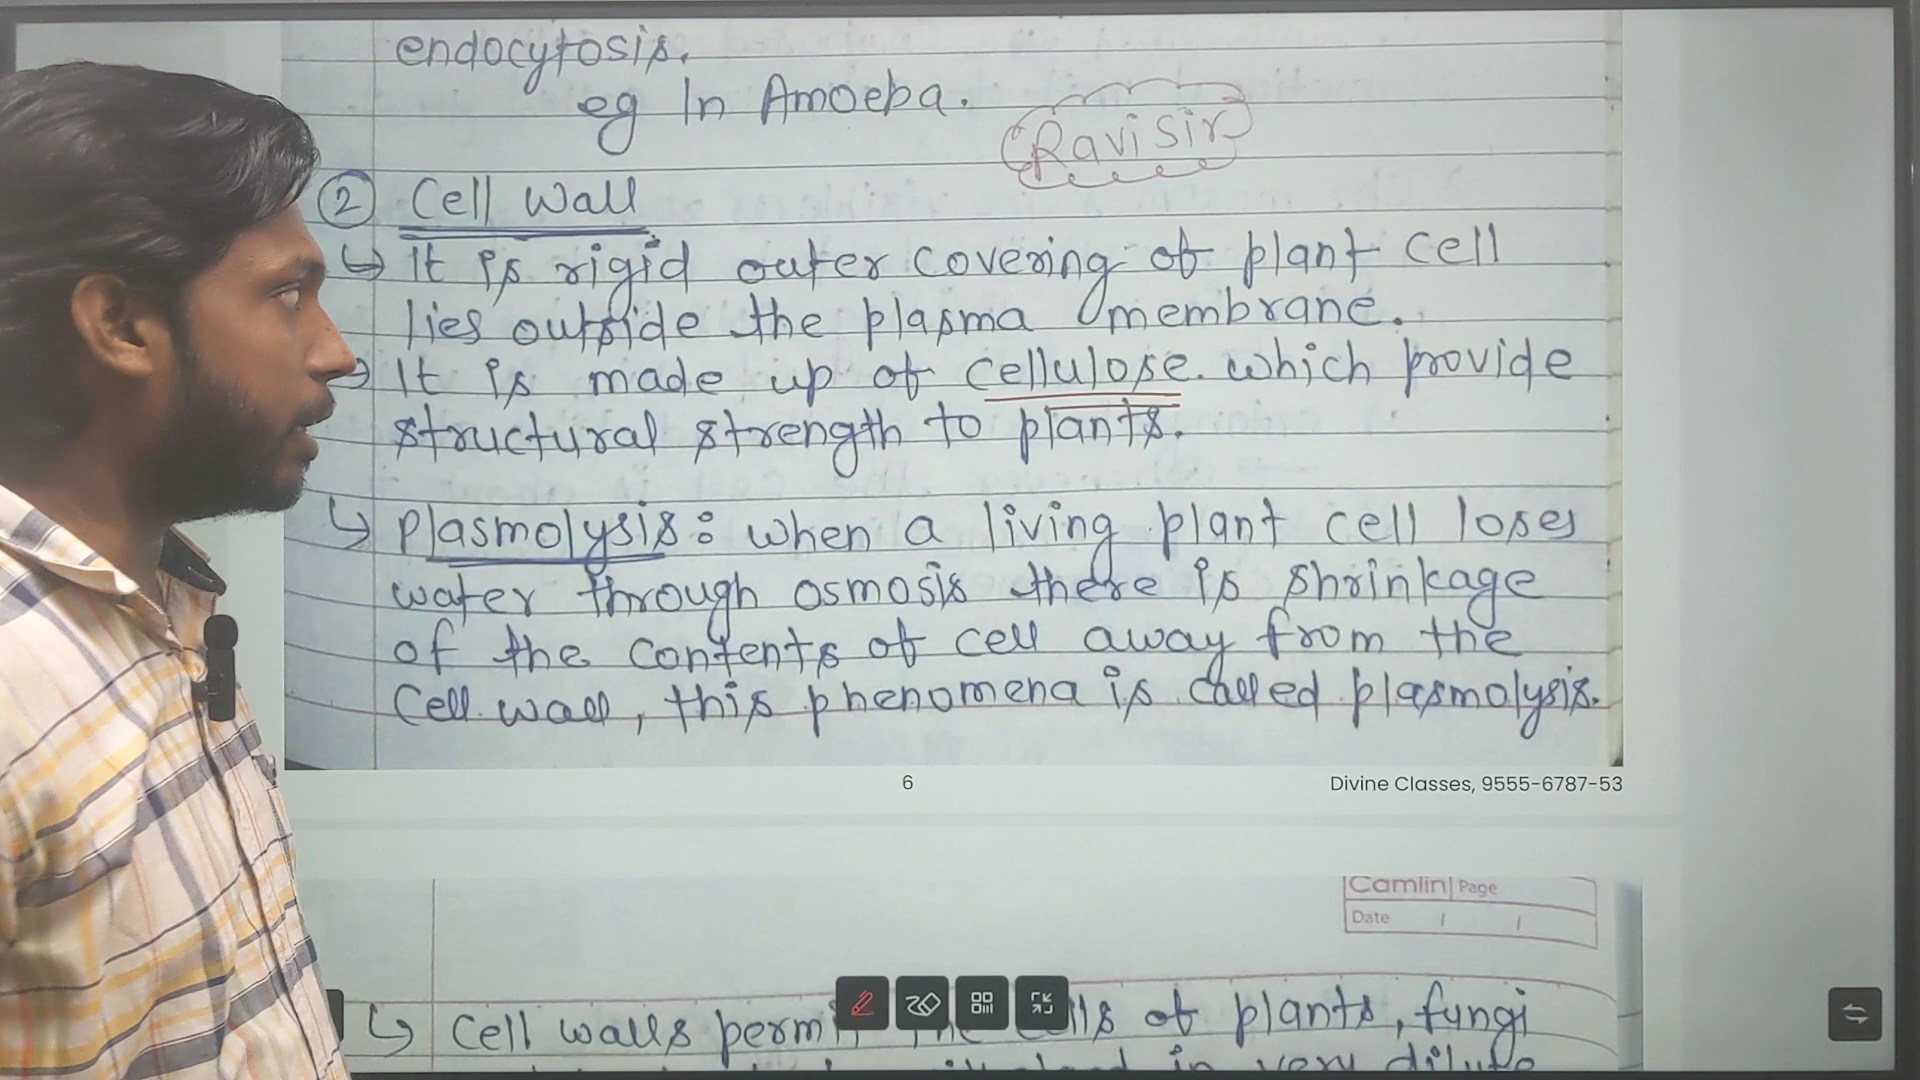 endocytosis.
eg In Amoeba.
Ravi Sir
2 Cell Wall
↳ It is rigid outer covering of plant cell
lies outside the plasma membrane.
→ It is made up of cellulose. which provide
structural strength to plants.
↳ Plasmolysis: when a living plant cell loses
water through osmosis there is shrinkage
of the contents of cell away from the
Cell wall, this phenomena is called plasmolysis.
6
Divine Classes, 9555-6787-53
Camlin Page
Date / /
↳ Cell walls of plants, fungi
in very dilute